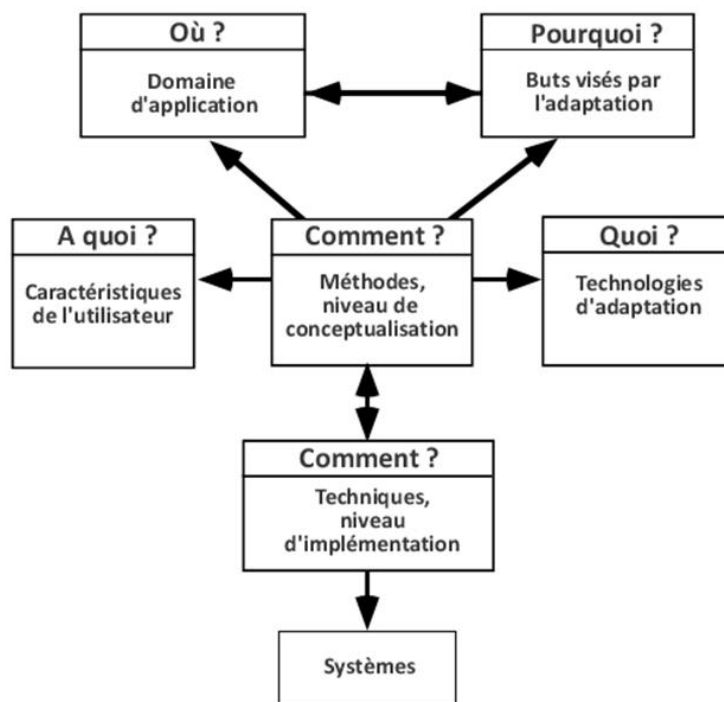 Où ?
Domaine
d'application
Pourquoi ?
Buts visés par
l'adaptation
A quoi ?
Caractéristiques
de l'utilisateur
Comment ?
Méthodes,
niveau de
conceptualisation
Quoi ?
Technologies
d'adaptation
Comment ?
Techniques,
niveau
d'implémentation
Systèmes